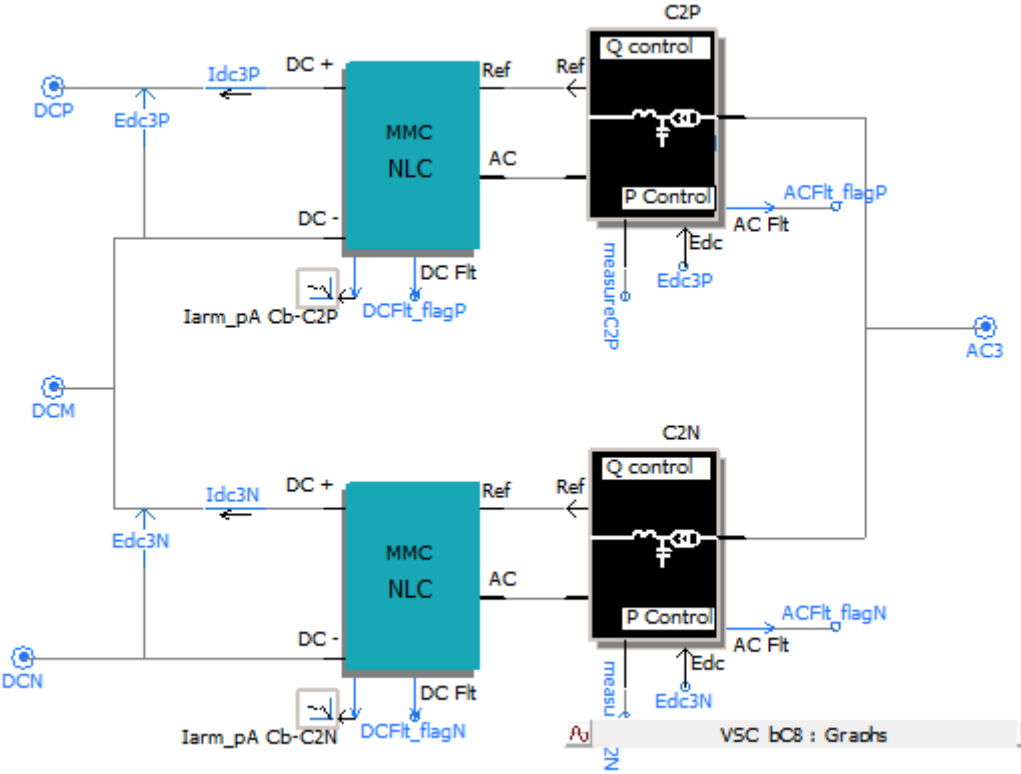 C2P
Q control
DC +
Idc3P
Ref
Ref
DCP
Edc3P
MMC
NLC
AC
P Control
ACFlt_flagP
AC Flt
DC -
Edc
measureC2P
Edc3P
DC Flt
DCFlt_flagP
Iarm_pA Cb-C2P
AC3
DCM
C2N
Q control
DC +
Idc3N
Ref
Ref
Edc3N
MMC
NLC
AC
P Control
ACFlt_flagN
AC Flt
DC -
Edc
DCN
measu
2N
Edc3N
DC Flt
DCFlt_flagN
Iarm_pA Cb-C2N
VSC bC8 : Graphs